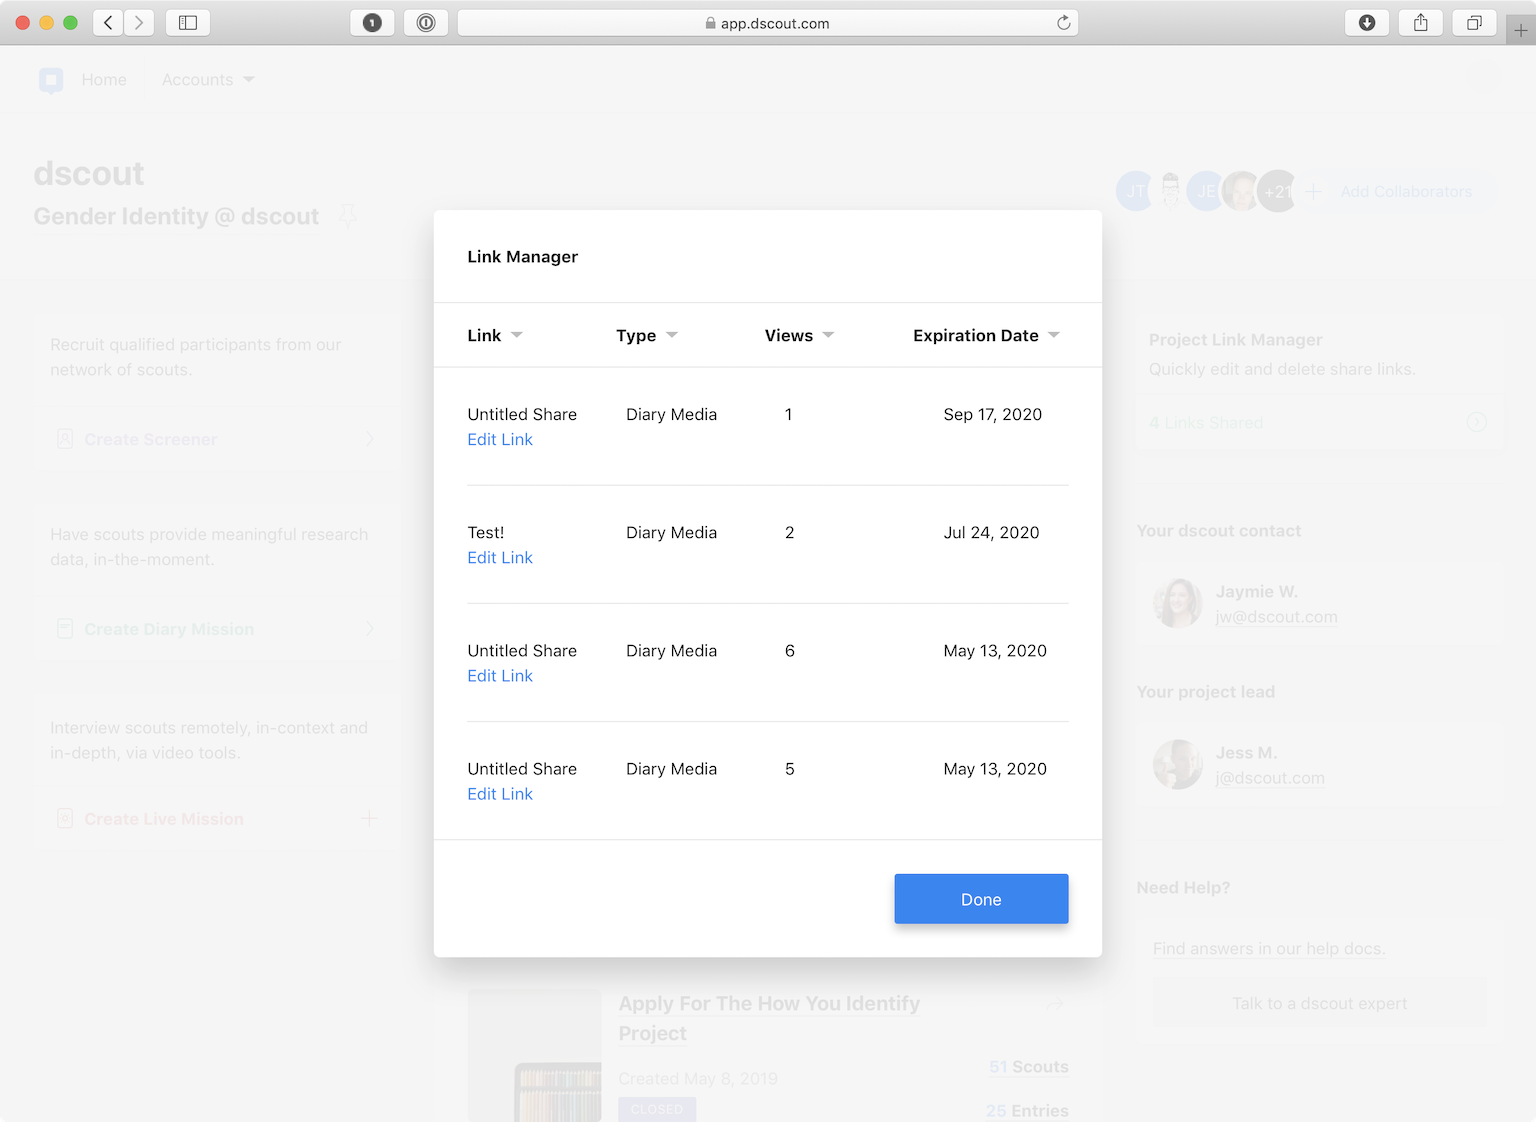 app.dscout.com
Home Accounts
dscout
Gender Identity @ dscout
JT JE +21 Add Collaborators
Link Manager
Link Type Views Expiration Date
Untitled Share Diary Media 1 Sep 17, 2020
Edit Link
Test! Diary Media 2 Jul 24, 2020
Edit Link
Untitled Share Diary Media 6 May 13, 2020
Edit Link
Untitled Share Diary Media 5 May 13, 2020
Edit Link
Done
Recruit qualified participants from our
network of scouts.
Create Screener
Have scouts provide meaningful research
data, in-the-moment.
Create Diary Mission
Interview scouts remotely, in-context and
in-depth, via video tools.
Create Live Mission
Project Link Manager
Quickly edit and delete share links.
4 Links Shared
Your dscout contact
Jaymie W.
jw@dscout.com
Your project lead
Jess M.
j@dscout.com
Need Help?
Find answers in our help docs.
Talk to a dscout expert
Apply For The How You Identify
Project
Created May 8, 2019
CLOSED
51 Scouts
25 Entries